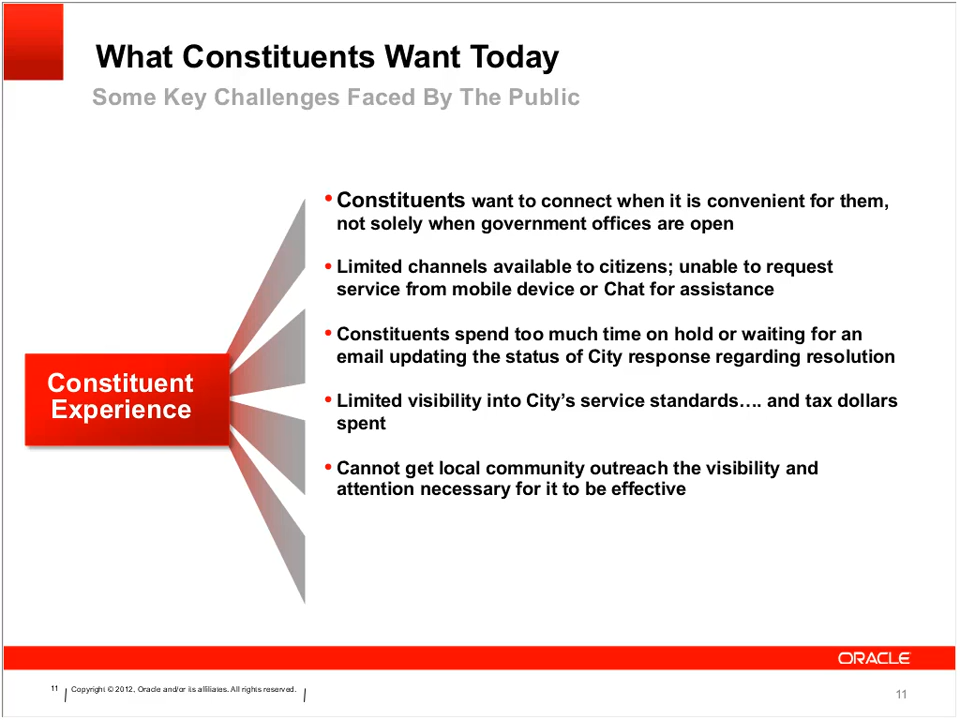 What Constituents Want Today
Some Key Challenges Faced By The Public
• Constituents want to connect when it is convenient for them,
not solely when government offices are open
• Limited channels available to citizens; unable to request
service from mobile device or Chat for assistance
• Constituents spend too much time on hold or waiting for an
email updating the status of City response regarding resolution
• Limited visibility into City's service standards…. and tax dollars
spent
• Cannot get local community outreach the visibility and
attention necessary for it to be effective
Constituent
Experience
ORACLE
11 Copyright © 2012, Oracle and/or its affiliates. All rights reserved.
11